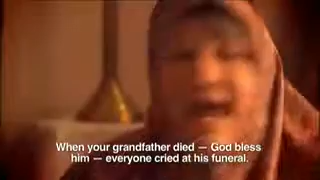 When your grandfather died — God bless
him — everyone cried at his funeral.